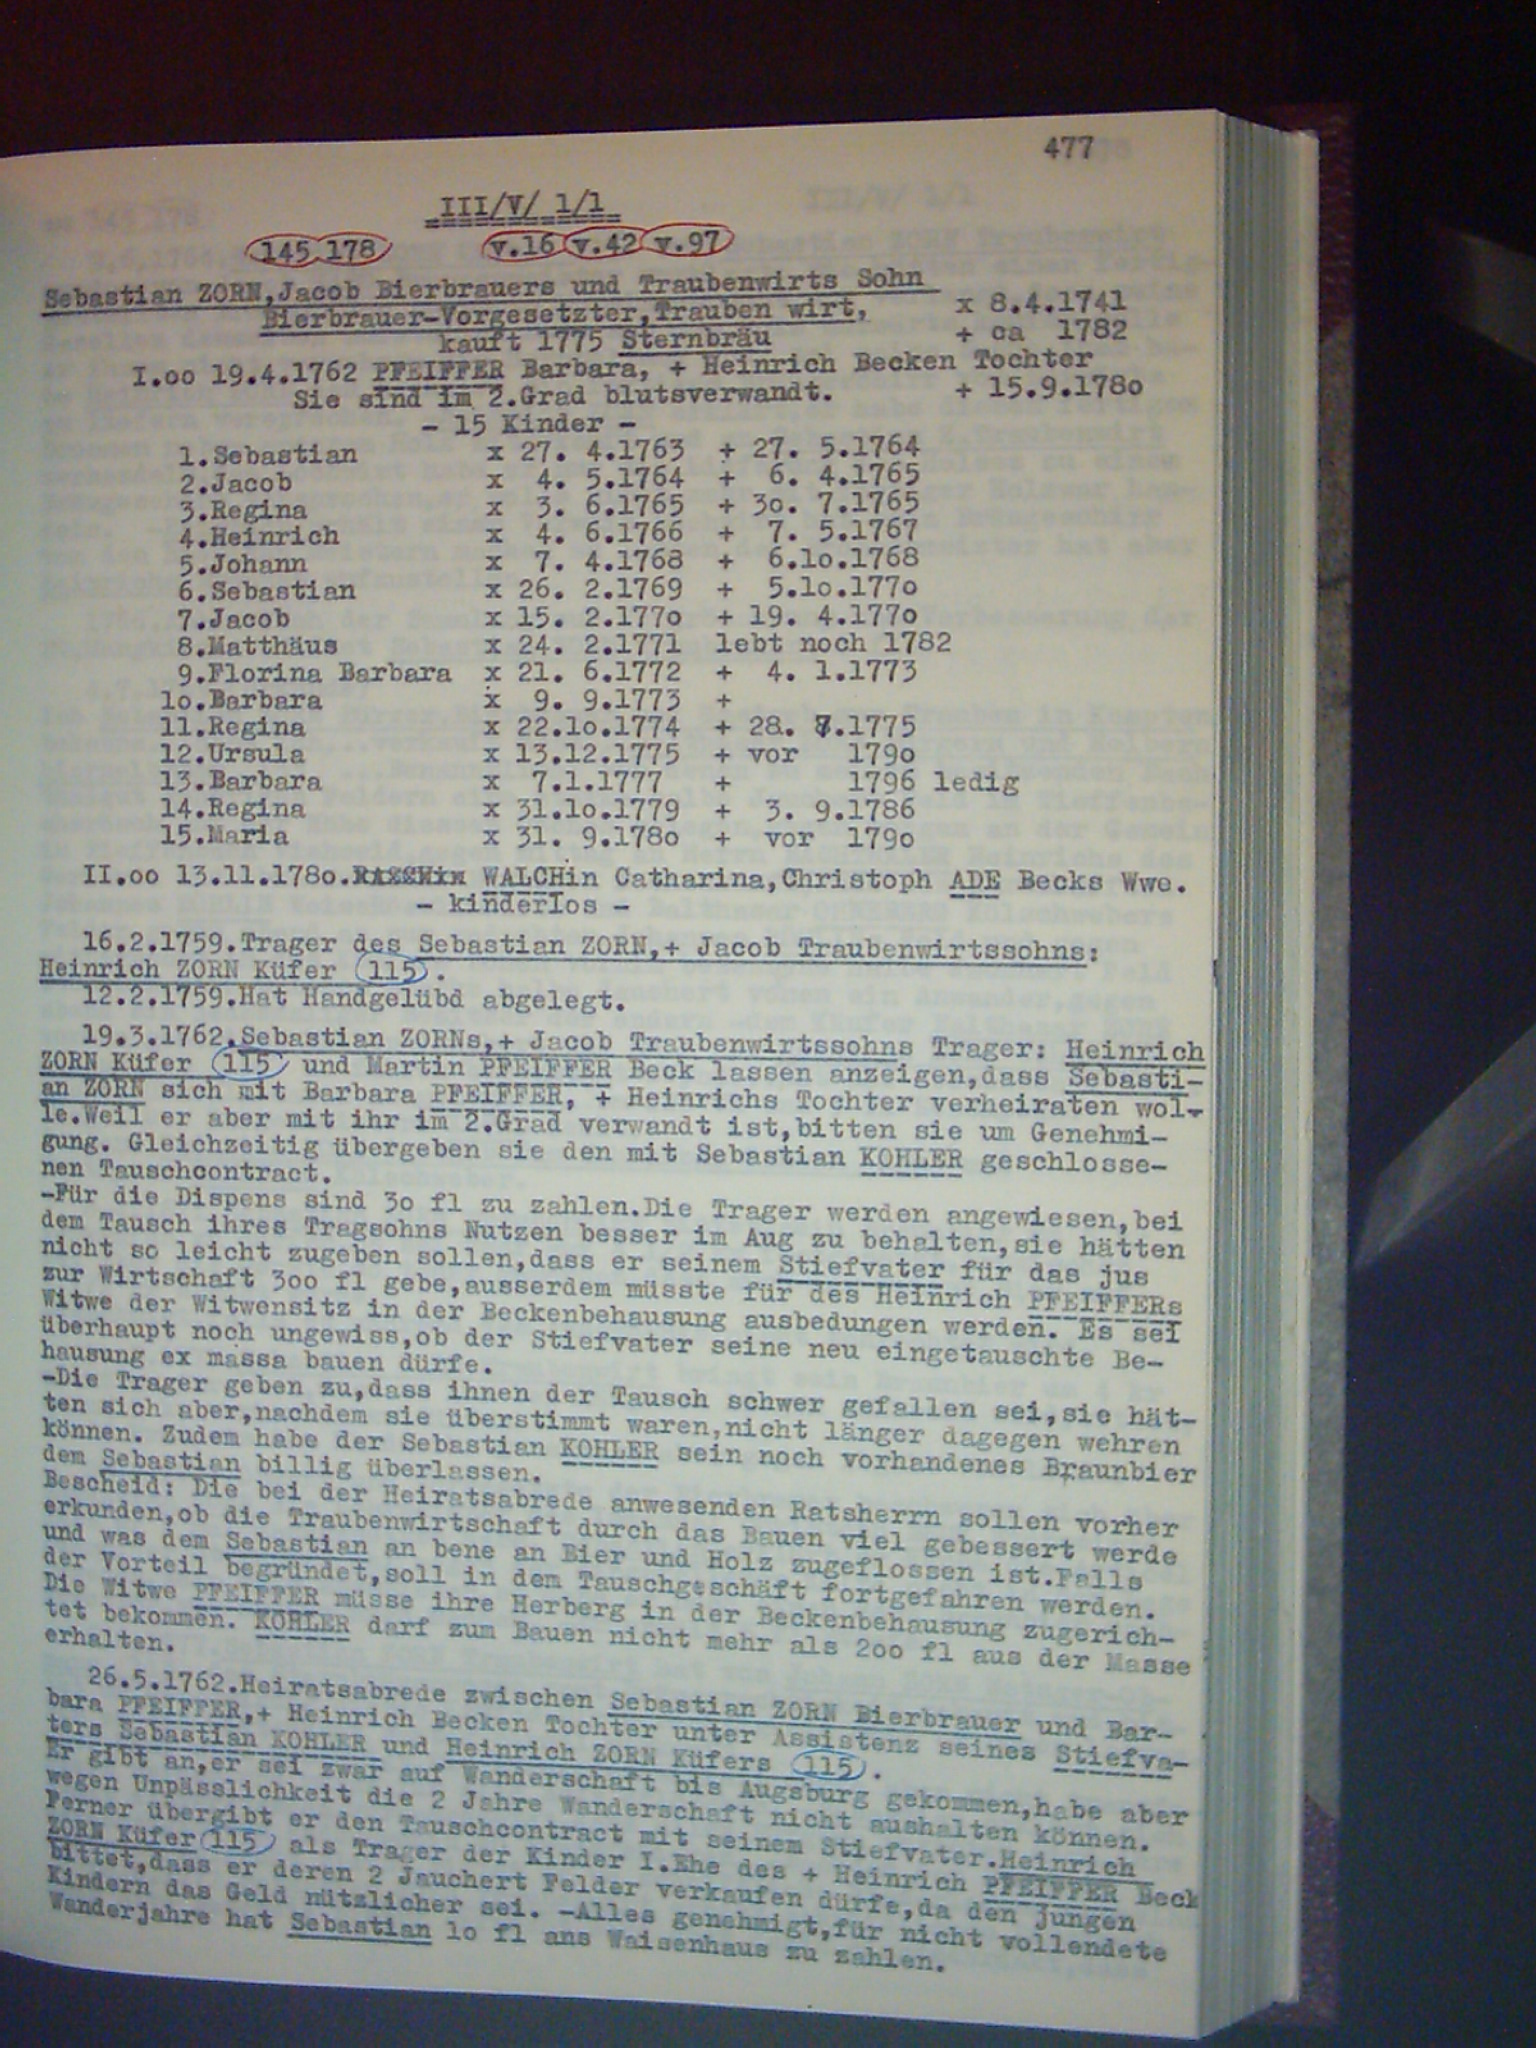 477
III/V/ 1/1
145 178 v.16 v.42 v.97
Sebastian ZORN,Jacob Bierbrauers und Traubenwirts Sohn
Bierbrauer-Vorgesetzter,Trauben wirt, x 8.4.1741
kauft 1775 Sternbräu + ca 1782
I.oo 19.4.1762 PFEIFFER Barbara, + Heinrich Becken Tochter
Sie sind im 2.Grad blutsverwandt. + 15.9.178o
- 15 Kinder -
1.Sebastian x 27. 4.1763 + 27. 5.1764
2.Jacob x 4. 5.1764 + 6. 4.1765
3.Regina x 3. 6.1765 + 3o. 7.1765
4.Heinrich x 4. 6.1766 + 7. 5.1767
5.Johann x 7. 4.1768 + 6.1o.1768
6.Sebastian x 26. 2.1769 + 5.1o.177o
7.Jacob x 15. 2.177o + 19. 4.177o
8.Matthäus x 24. 2.1771 lebt noch 1782
9.Florina Barbara x 21. 6.1772 + 4. 1.1773
1o.Barbara x 9. 9.1773 +
11.Regina x 22.1o.1774 + 28. .1775
12.Ursula x 13.12.1775 + vor 179o
13.Barbara x 7.1.1777 + 1796 ledig
14.Regina x 31.1o.1779 + 3. 9.1786
15.Maria x 31. 9.178o + vor 179o
II.oo 13.11.178o. WALCHin Catharina,Christoph ADE Becks Wwe.
- kinderlos -
16.2.1759.Trager des Sebastian ZORN,+ Jacob Traubenwirtssohns:
Heinrich ZORN Küfer (115).
12.2.1759.Hat Handgelübd abgelegt.
19.3.1762.Sebastian ZORNs,+ Jacob Traubenwirtssohns Trager: Heinrich
ZORN Küfer (115) und Martin PFEIFFER Beck lassen anzeigen,dass Sebasti-
an ZORN sich mit Barbara PFEIFFER, + Heinrichs Tochter verheiraten wol-
le.Weil er aber mit ihr im 2.Grad verwandt ist,bitten sie um Genehmi-
gung. Gleichzeitig übergeben sie den mit Sebastian KOHLER geschlosse-
nen Tauschcontract.
-Für die Dispens sind 3o fl zu zahlen.Die Trager werden angewiesen,bei
dem Tausch ihres Tragsohns Nutzen besser im Aug zu behalten,sie hätten
nicht so leicht zugeben sollen,dass er seinem Stiefvater für das jus
zur Wirtschaft 3oo fl gebe,ausserdem müsste für des Heinrich PFEIFFERs
Witwe der Witwensitz in der Beckenbehausung ausbedungen werden. Es sei
überhaupt noch ungewiss,ob der Stiefvater seine neu eingetauschte Be-
hausung ex massa bauen dürfe.
-Die Trager geben zu,dass ihnen der Tausch schwer gefallen sei,sie hät-
ten sich aber,nachdem sie überstimmt waren,nicht länger dagegen wehren
können. Zudem habe der Sebastian KOHLER sein noch vorhandenes Braunbier
dem Sebastian billig überlassen.
Bescheid: Die bei der Heiratsabrede anwesenden Ratsherrn sollen vorher
erkunden,ob die Traubenwirtschaft durch das Bauen viel gebessert werde
und was dem Sebastian an bene an Bier und Holz zugeflossen ist.Falls
der Vorteil begründet,soll in dem Tauschgeschäft fortgefahren werden.
Die Witwe PFEIFFER müsse ihre Herberg in der Beckenbehausung zugerich-
tet bekommen. KOHLER darf zum Bauen nicht mehr als 2oo fl aus der Masse
erhalten.
26.5.1762.Heiratsabrede zwischen Sebastian ZORN Bierbrauer und Bar-
bara PFEIFFER,+ Heinrich Becken Tochter unter Assistenz seines Stiefva-
ters Sebastian KOHLER und Heinrich ZORN Küfers (115).
Er gibt an,er sei zwar auf Wanderschaft bis Augsburg gekommen,habe aber
wegen Unpässlichkeit die 2 Jahre Wanderschaft nicht aushalten können.
Ferner übergibt er den Tauschcontract mit seinem Stiefvater.Heinrich
ZORN Küfer (115) als Trager der Kinder I.Ehe des + Heinrich PFEIFFER Beck
bittet,dass er deren 2 Jauchert Felder verkaufen dürfe,da den jungen
Kindern das Geld nützlicher sei. -Alles genehmigt,für nicht vollendete
Wanderjahre hat Sebastian 1o fl ans Waisenhaus zu zahlen.